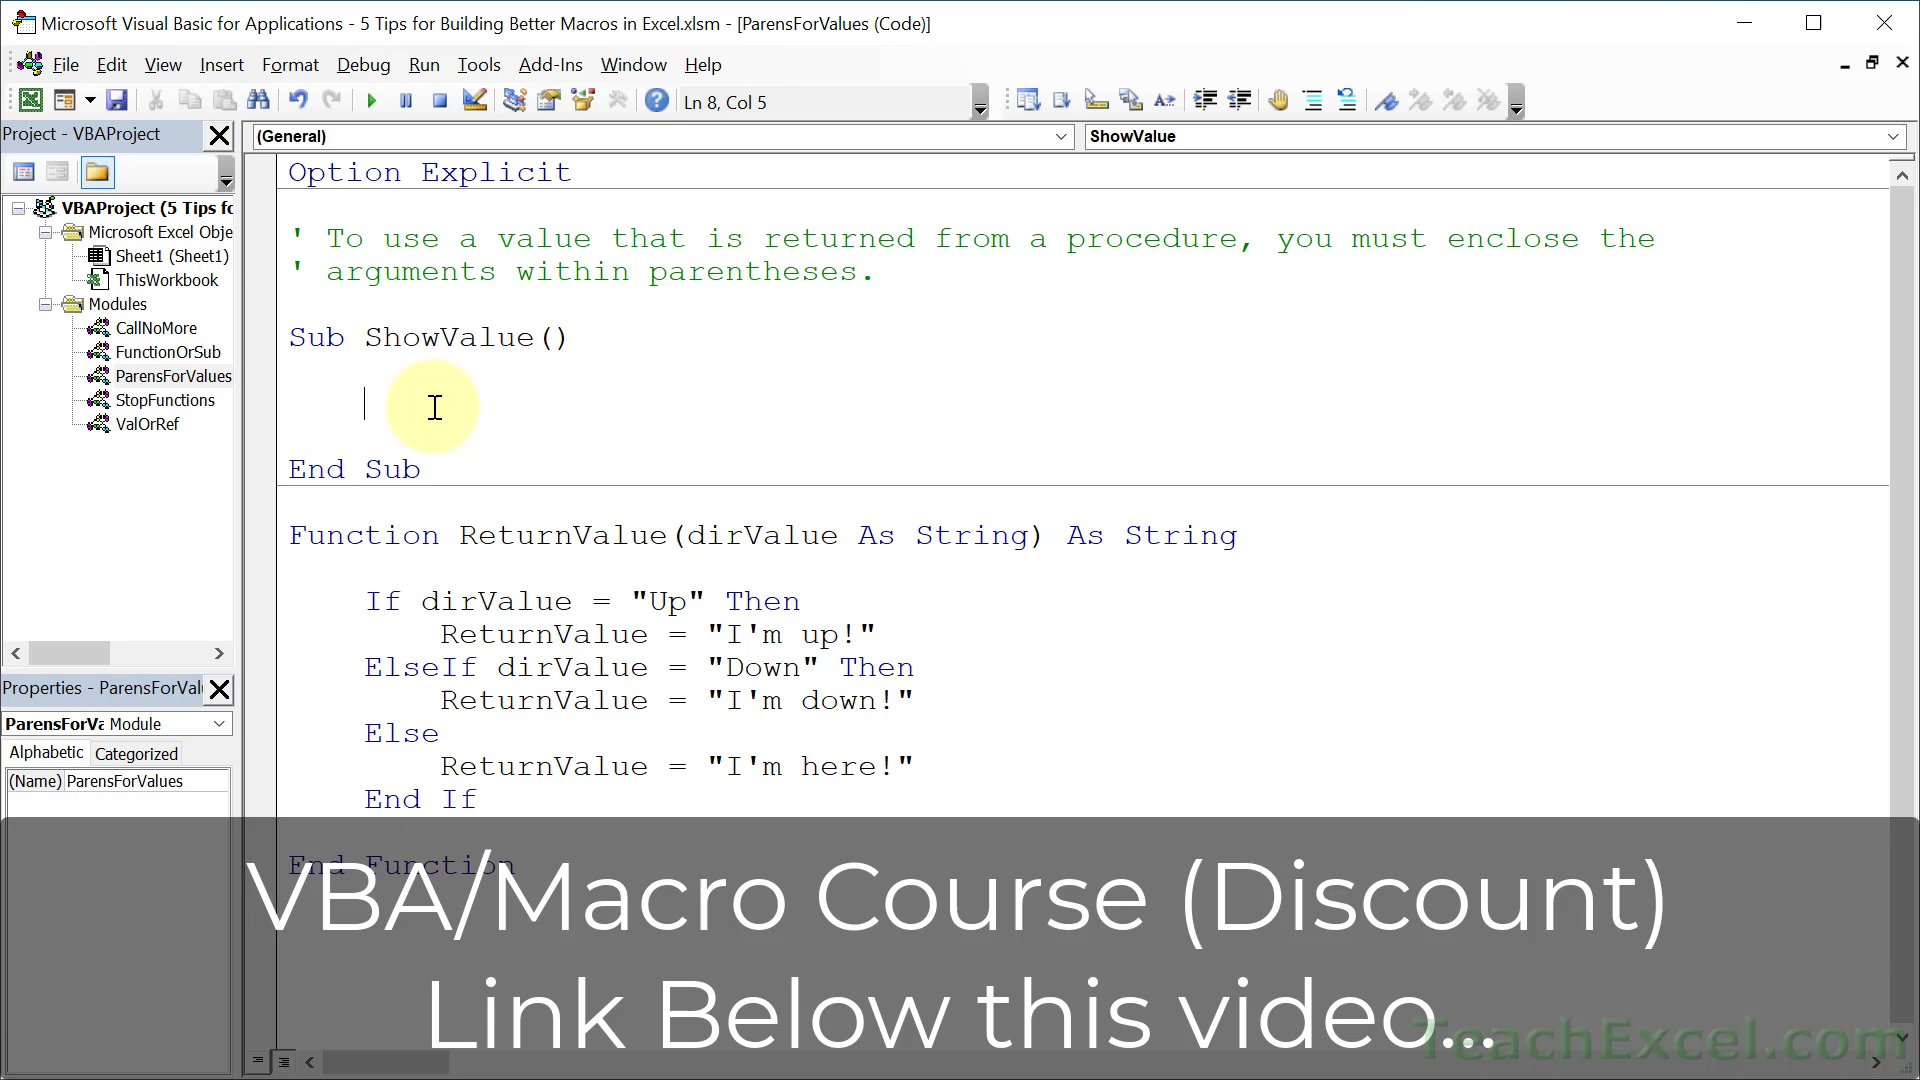 Microsoft Visual Basic for Applications - 5 Tips for Building Better Macros in Excel.xlsm - [ParensForValues (Code)]
File Edit View Insert Format Debug Run Tools Add-Ins Window Help
Ln 8, Col 5
Project - VBAProject
(General)
ShowValue
VBAProject (5 Tips fo
Microsoft Excel Obje
Sheet1 (Sheet1)
ThisWorkbook
Modules
CallNoMore
FunctionOrSub
ParensForValues
StopFunctions
ValOrRef
Properties - ParensForVal
ParensForVa Module
Alphabetic Categorized
(Name) ParensForValues
Option Explicit
' To use a value that is returned from a procedure, you must enclose the
' arguments within parentheses.
Sub ShowValue()
End Sub
Function ReturnValue(dirValue As String) As String
If dirValue = "Up" Then
ReturnValue = "I'm up!"
ElseIf dirValue = "Down" Then
ReturnValue = "I'm down!"
Else
ReturnValue = "I'm here!"
End If
End Function
VBA/Macro Course (Discount)
Link Below this video...
TeachExcel.com